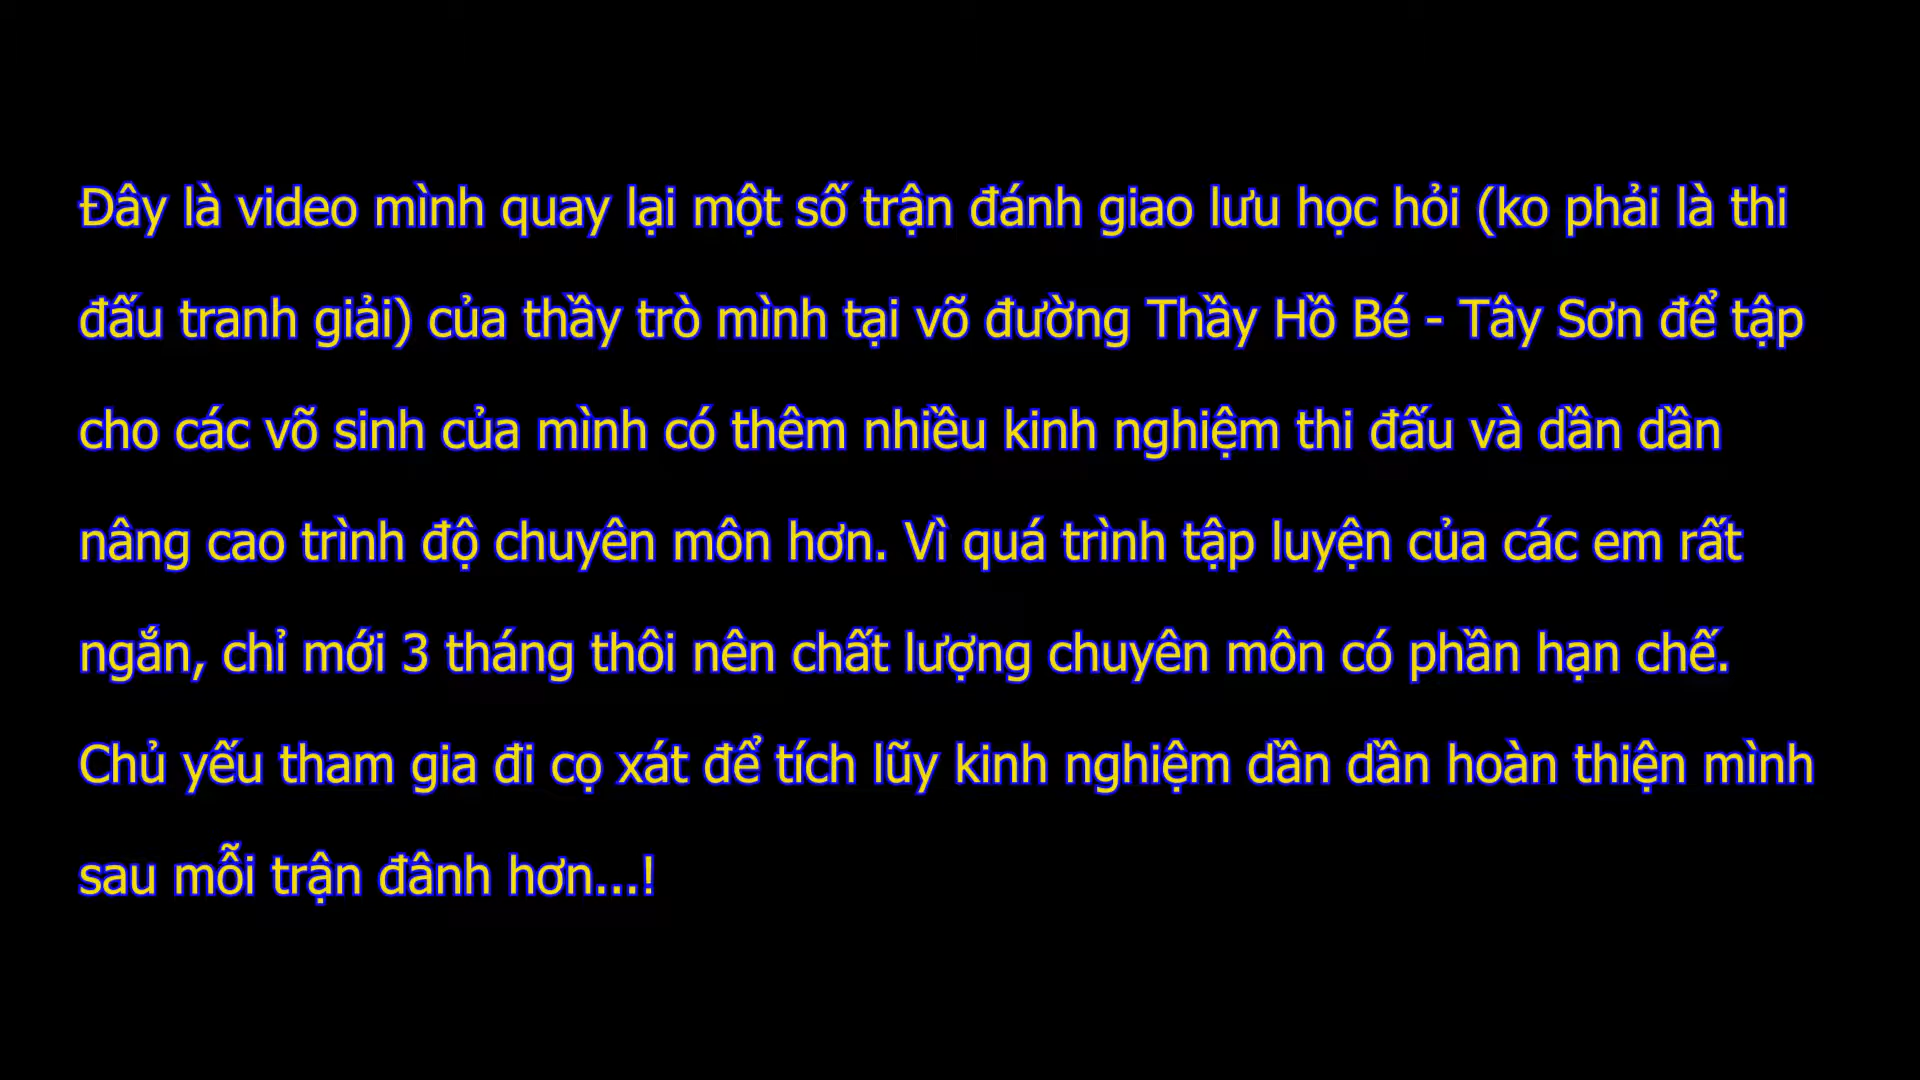 Đây là video mình quay lại một số trận đánh giao lưu học hỏi (ko phải là thi
đấu tranh giải) của thầy trò mình tại võ đường Thầy Hồ Bé - Tây Sơn để tập
cho các võ sinh của mình có thêm nhiều kinh nghiệm thi đấu và dần dần
nâng cao trình độ chuyên môn hơn. Vì quá trình tập luyện của các em rất
ngắn, chỉ mới 3 tháng thôi nên chất lượng chuyên môn có phần hạn chế.
Chủ yếu tham gia đi cọ xát để tích lũy kinh nghiệm dần dần hoàn thiện mình
sau mỗi trận đânh hơn...!